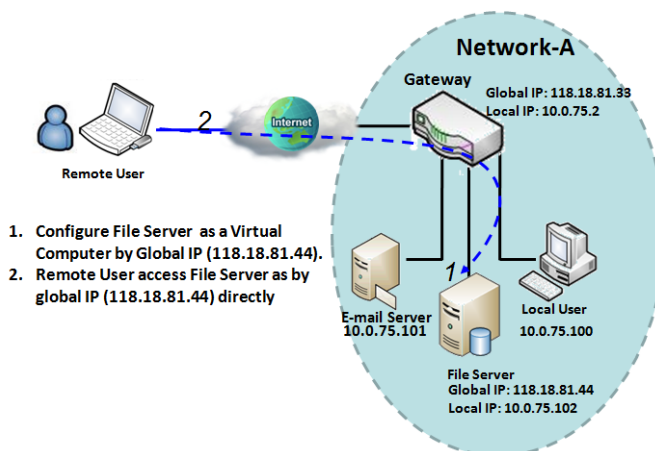 Network-A
Gateway
Global IP: 118.18.81.33
Local IP: 10.0.75.2
2
Internet
Remote User
1. Configure File Server as a Virtual
Computer by Global IP (118.18.81.44).
2. Remote User access File Server as by
global IP (118.18.81.44) directly
1
E-mail Server
10.0.75.101
Local User
10.0.75.100
File Server
Global IP: 118.18.81.44
Local IP: 10.0.75.102